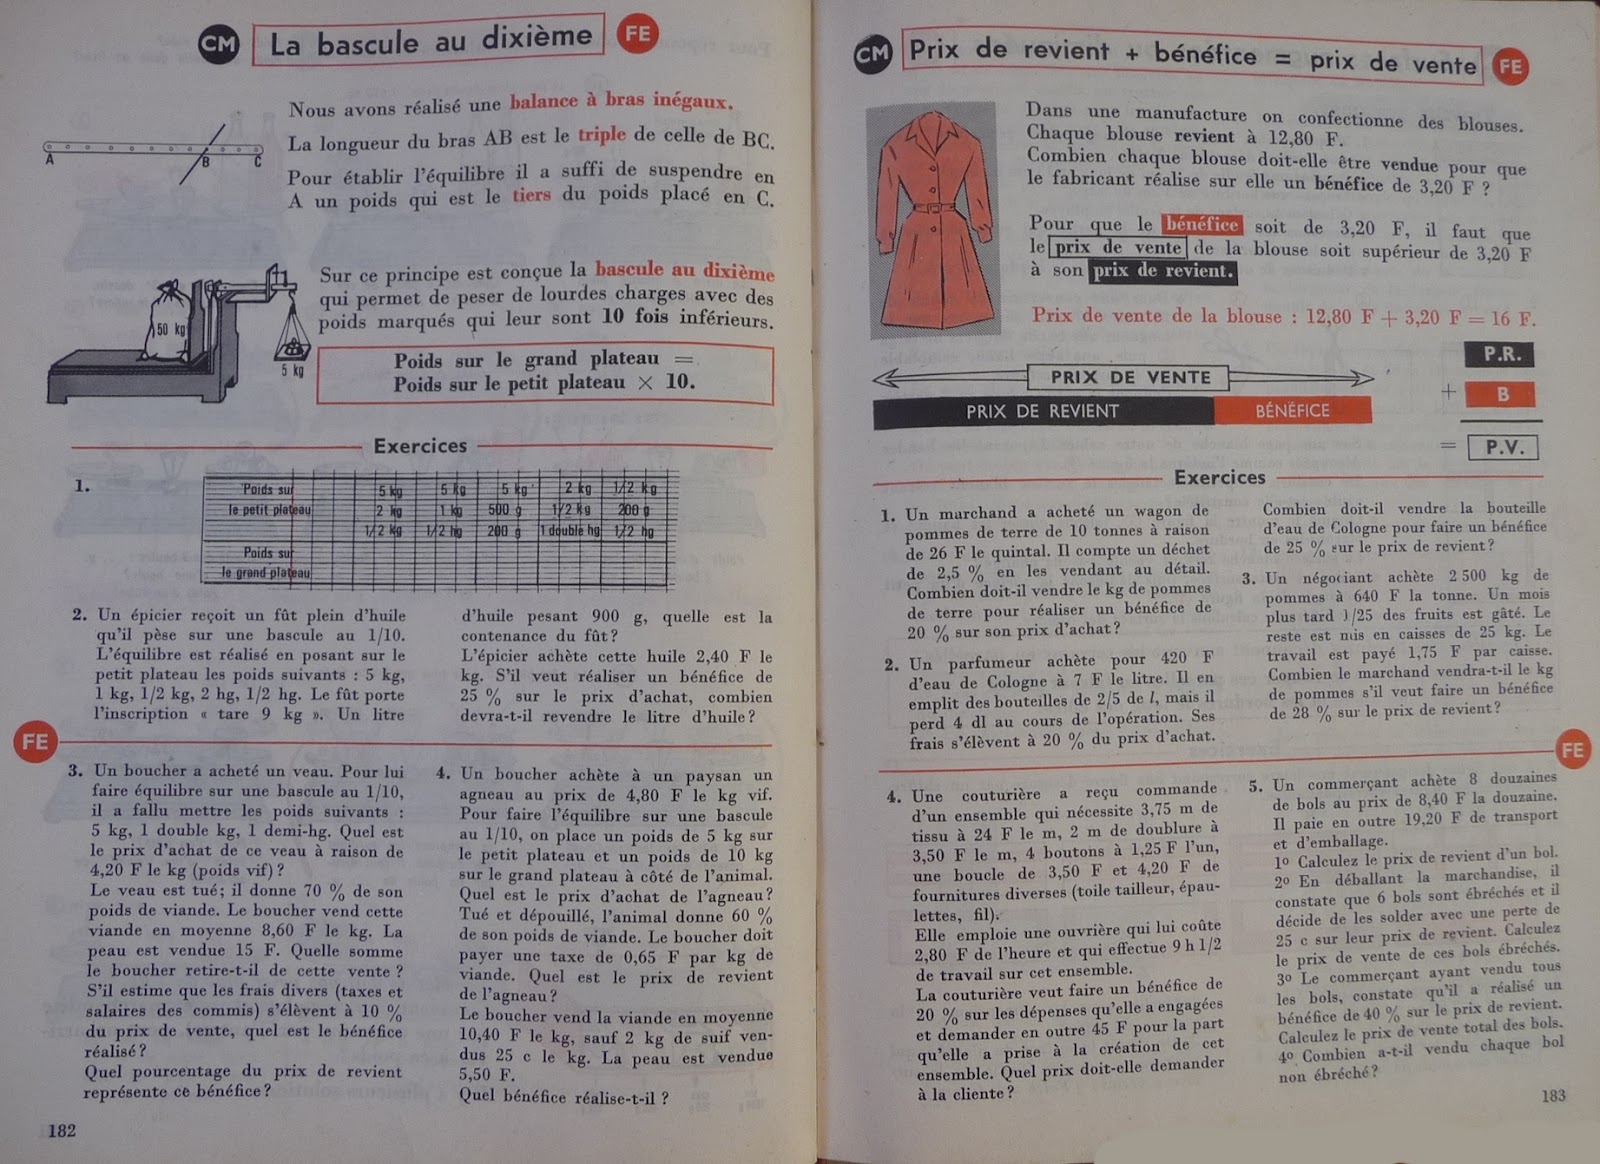 CM La bascule au dixième FE
Nous avons réalisé une balance à bras inégaux.
La longueur du bras AB est le triple de celle de BC.
Pour établir l'équilibre il a suffi de suspendre en
A un poids qui est le tiers du poids placé en C.
A B C
Sur ce principe est conçue la bascule au dixième
qui permet de peser de lourdes charges avec des
poids marqués qui leur sont 10 fois inférieurs.
50 kg
5 kg
Poids sur le grand plateau =
Poids sur le petit plateau × 10.
Exercices
1.
Poids sur 5 kg 5 kg 5 kg 2 kg 1/2 kg
le petit plateau 2 kg 1 kg 500 g 1/2 kg 200 g
1/2 kg 1/2 hg 200 g 1 double hg 1/2 hg
Poids sur
le grand plateau
2. Un épicier reçoit un fût plein d'huile
qu'il pèse sur une bascule au 1/10.
L'équilibre est réalisé en posant sur le
petit plateau les poids suivants : 5 kg,
1 kg, 1/2 kg, 2 hg, 1/2 hg. Le fût porte
l'inscription « tare 9 kg ». Un litre
d'huile pesant 900 g, quelle est la
contenance du fût?
L'épicier achète cette huile 2,40 F le
kg. S'il veut réaliser un bénéfice de
25 % sur le prix d'achat, combien
devra-t-il revendre le litre d'huile?
FE
3. Un boucher a acheté un veau. Pour lui
faire équilibre sur une bascule au 1/10,
il a fallu mettre les poids suivants :
5 kg, 1 double kg, 1 demi-hg. Quel est
le prix d'achat de ce veau à raison de
4,20 F le kg (poids vif)?
Le veau est tué; il donne 70 % de son
poids de viande. Le boucher vend cette
viande en moyenne 8,60 F le kg. La
peau est vendue 15 F. Quelle somme
le boucher retire-t-il de cette vente?
S'il estime que les frais divers (taxes et
salaires des commis) s'élèvent à 10 %
du prix de vente, quel est le bénéfice
réalisé?
Quel pourcentage du prix de revient
représente ce bénéfice?
4. Un boucher achète à un paysan un
agneau au prix de 4,80 F le kg vif.
Pour faire l'équilibre sur une bascule
au 1/10, on place un poids de 5 kg sur
le petit plateau et un poids de 10 kg
sur le grand plateau à côté de l'animal.
Quel est le prix d'achat de l'agneau?
Tué et dépouillé, l'animal donne 60 %
de son poids de viande. Le boucher doit
payer une taxe de 0,65 F par kg de
viande. Quel est le prix de revient
de l'agneau?
Le boucher vend la viande en moyenne
10,40 F le kg, sauf 2 kg de suif ven-
dus 25 c le kg. La peau est vendue
5,50 F.
Quel bénéfice réalise-t-il ?
182
CM Prix de revient + bénéfice = prix de vente FE
Dans une manufacture on confectionne des blouses.
Chaque blouse revient à 12,80 F.
Combien chaque blouse doit-elle être vendue pour que
le fabricant réalise sur elle un bénéfice de 3,20 F ?
Pour que le bénéfice soit de 3,20 F, il faut que
le prix de vente de la blouse soit supérieur de 3,20 F
à son prix de revient.
Prix de vente de la blouse : 12,80 F + 3,20 F = 16 F.
PRIX DE VENTE
PRIX DE REVIENT BÉNÉFICE
P.R.
+ B
= P.V.
Exercices
1. Un marchand a acheté un wagon de
pommes de terre de 10 tonnes à raison
de 26 F le quintal. Il compte un déchet
de 2,5 % en les vendant au détail.
Combien doit-il vendre le kg de pommes
de terre pour réaliser un bénéfice de
20 % sur son prix d'achat?
2. Un parfumeur achète pour 420 F
d'eau de Cologne à 7 F le litre. Il en
emplit des bouteilles de 2/5 de l, mais il
perd 4 dl au cours de l'opération. Ses
frais s'élèvent à 20 % du prix d'achat.
Combien doit-il vendre la bouteille
d'eau de Cologne pour faire un bénéfice
de 25 % sur le prix de revient?
3. Un négociant achète 2 500 kg de
pommes à 640 F la tonne. Un mois
plus tard 1/25 des fruits est gâté. Le
reste est mis en caisses de 25 kg. Le
travail est payé 1,75 F par caisse.
Combien le marchand vendra-t-il le kg
de pommes s'il veut faire un bénéfice
de 28 % sur le prix de revient?
FE
4. Une couturière a reçu commande
d'un ensemble qui nécessite 3,75 m de
tissu à 24 F le m, 2 m de doublure à
3,50 F le m, 4 boutons à 1,25 F l'un,
une boucle de 3,50 F et 4,20 F de
fournitures diverses (toile tailleur, épau-
lettes, fil).
Elle emploie une ouvrière qui lui coûte
2,80 F de l'heure et qui effectue 9 h 1/2
de travail sur cet ensemble.
La couturière veut faire un bénéfice de
20 % sur les dépenses qu'elle a engagées
et demander en outre 45 F pour la part
qu'elle a prise à la création de cet
ensemble. Quel prix doit-elle demander
à la cliente?
5. Un commerçant achète 8 douzaines
de bols au prix de 8,40 F la douzaine.
Il paie en outre 19,20 F de transport
et d'emballage.
1º Calculez le prix de revient d'un bol.
2º En déballant la marchandise, il
constate que 6 bols sont ébréchés et il
décide de les solder avec une perte de
25 c sur leur prix de revient. Calculez
le prix de vente de ces bols ébréchés.
3º Le commerçant ayant vendu tous
les bols, constate qu'il a réalisé un
bénéfice de 40 % sur le prix de revient.
Calculez le prix de vente total des bols.
4º Combien a-t-il vendu chaque bol
non ébréché?
183